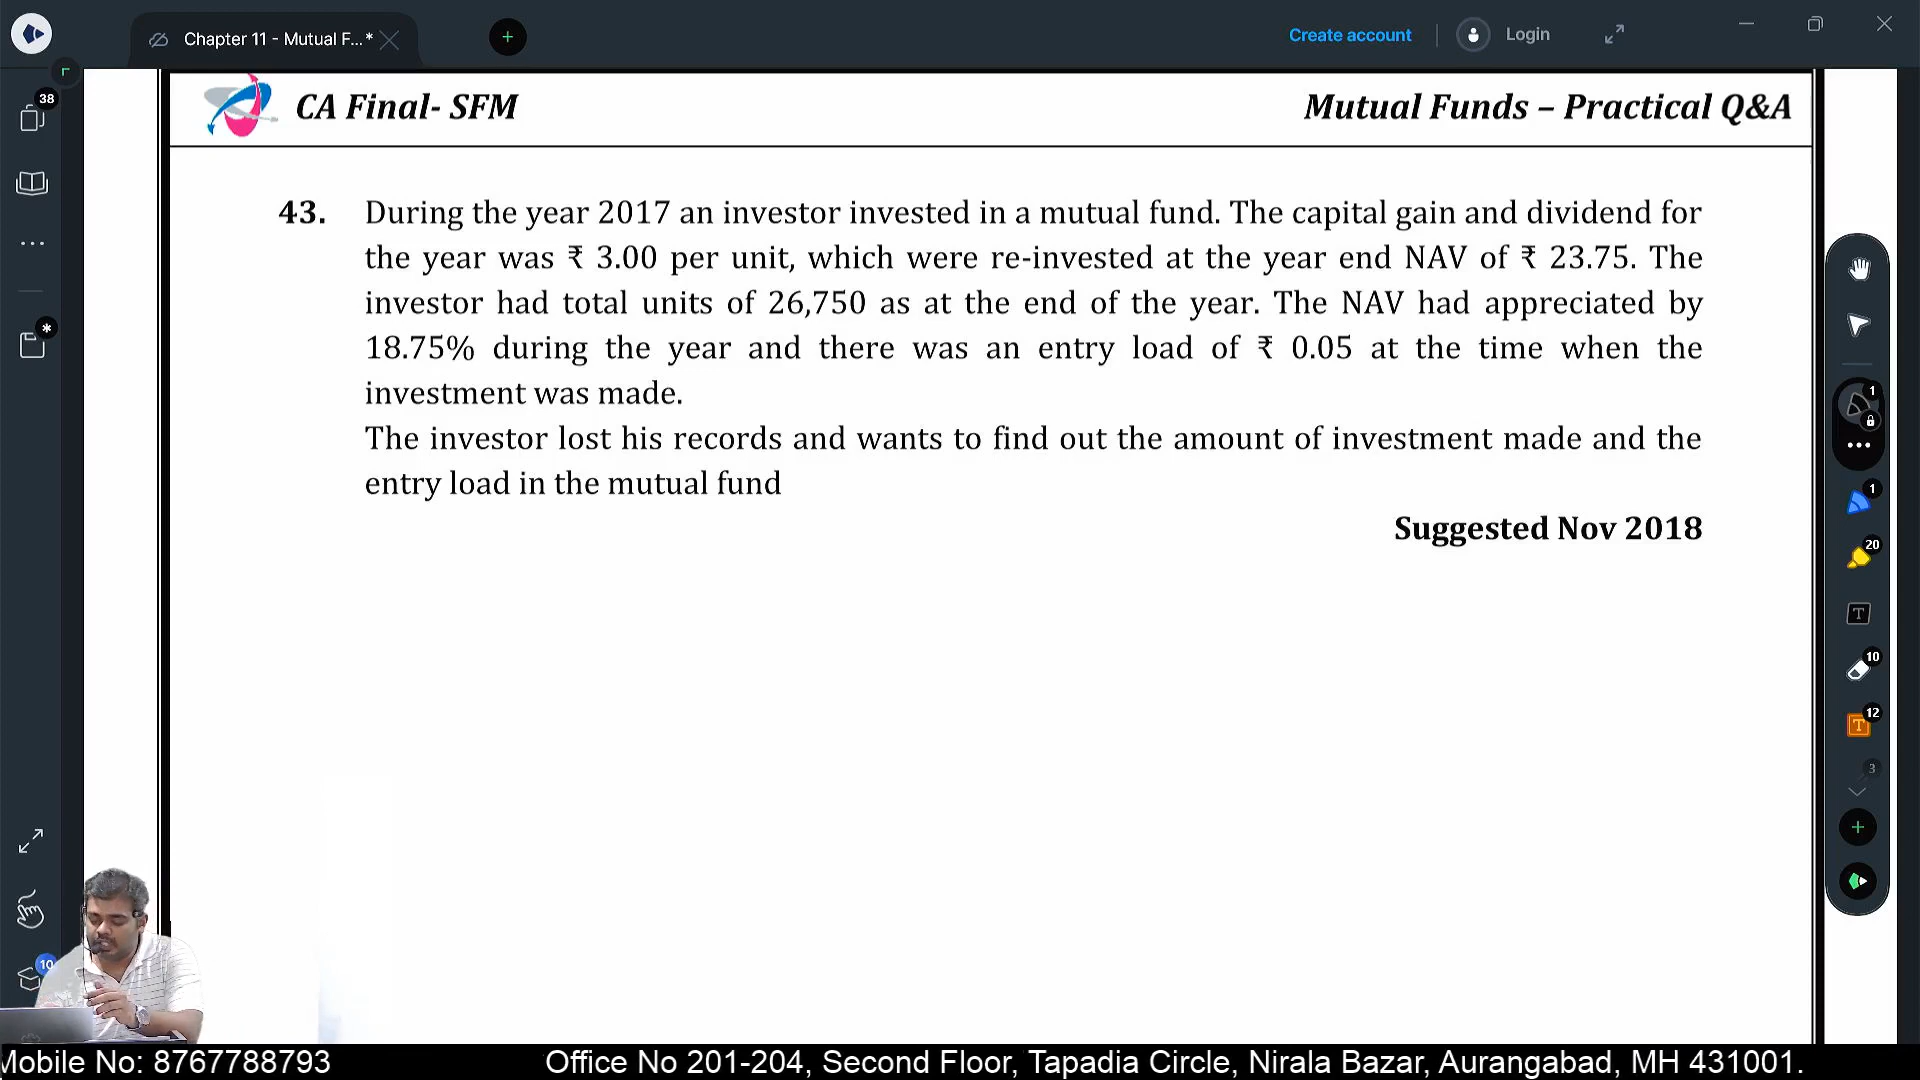 Chapter 11 - Mutual F...*
Create account
Login
38
CA Final- SFM
Mutual Funds – Practical Q&A
43. During the year 2017 an investor invested in a mutual fund. The capital gain and dividend for
the year was ₹ 3.00 per unit, which were re-invested at the year end NAV of ₹ 23.75. The
investor had total units of 26,750 as at the end of the year. The NAV had appreciated by
18.75% during the year and there was an entry load of ₹ 0.05 at the time when the
investment was made.
The investor lost his records and wants to find out the amount of investment made and the
entry load in the mutual fund
Suggested Nov 2018
1
1
20
T
10
T
12
3
10
Mobile No: 8767788793
Office No 201-204, Second Floor, Tapadia Circle, Nirala Bazar, Aurangabad, MH 431001.